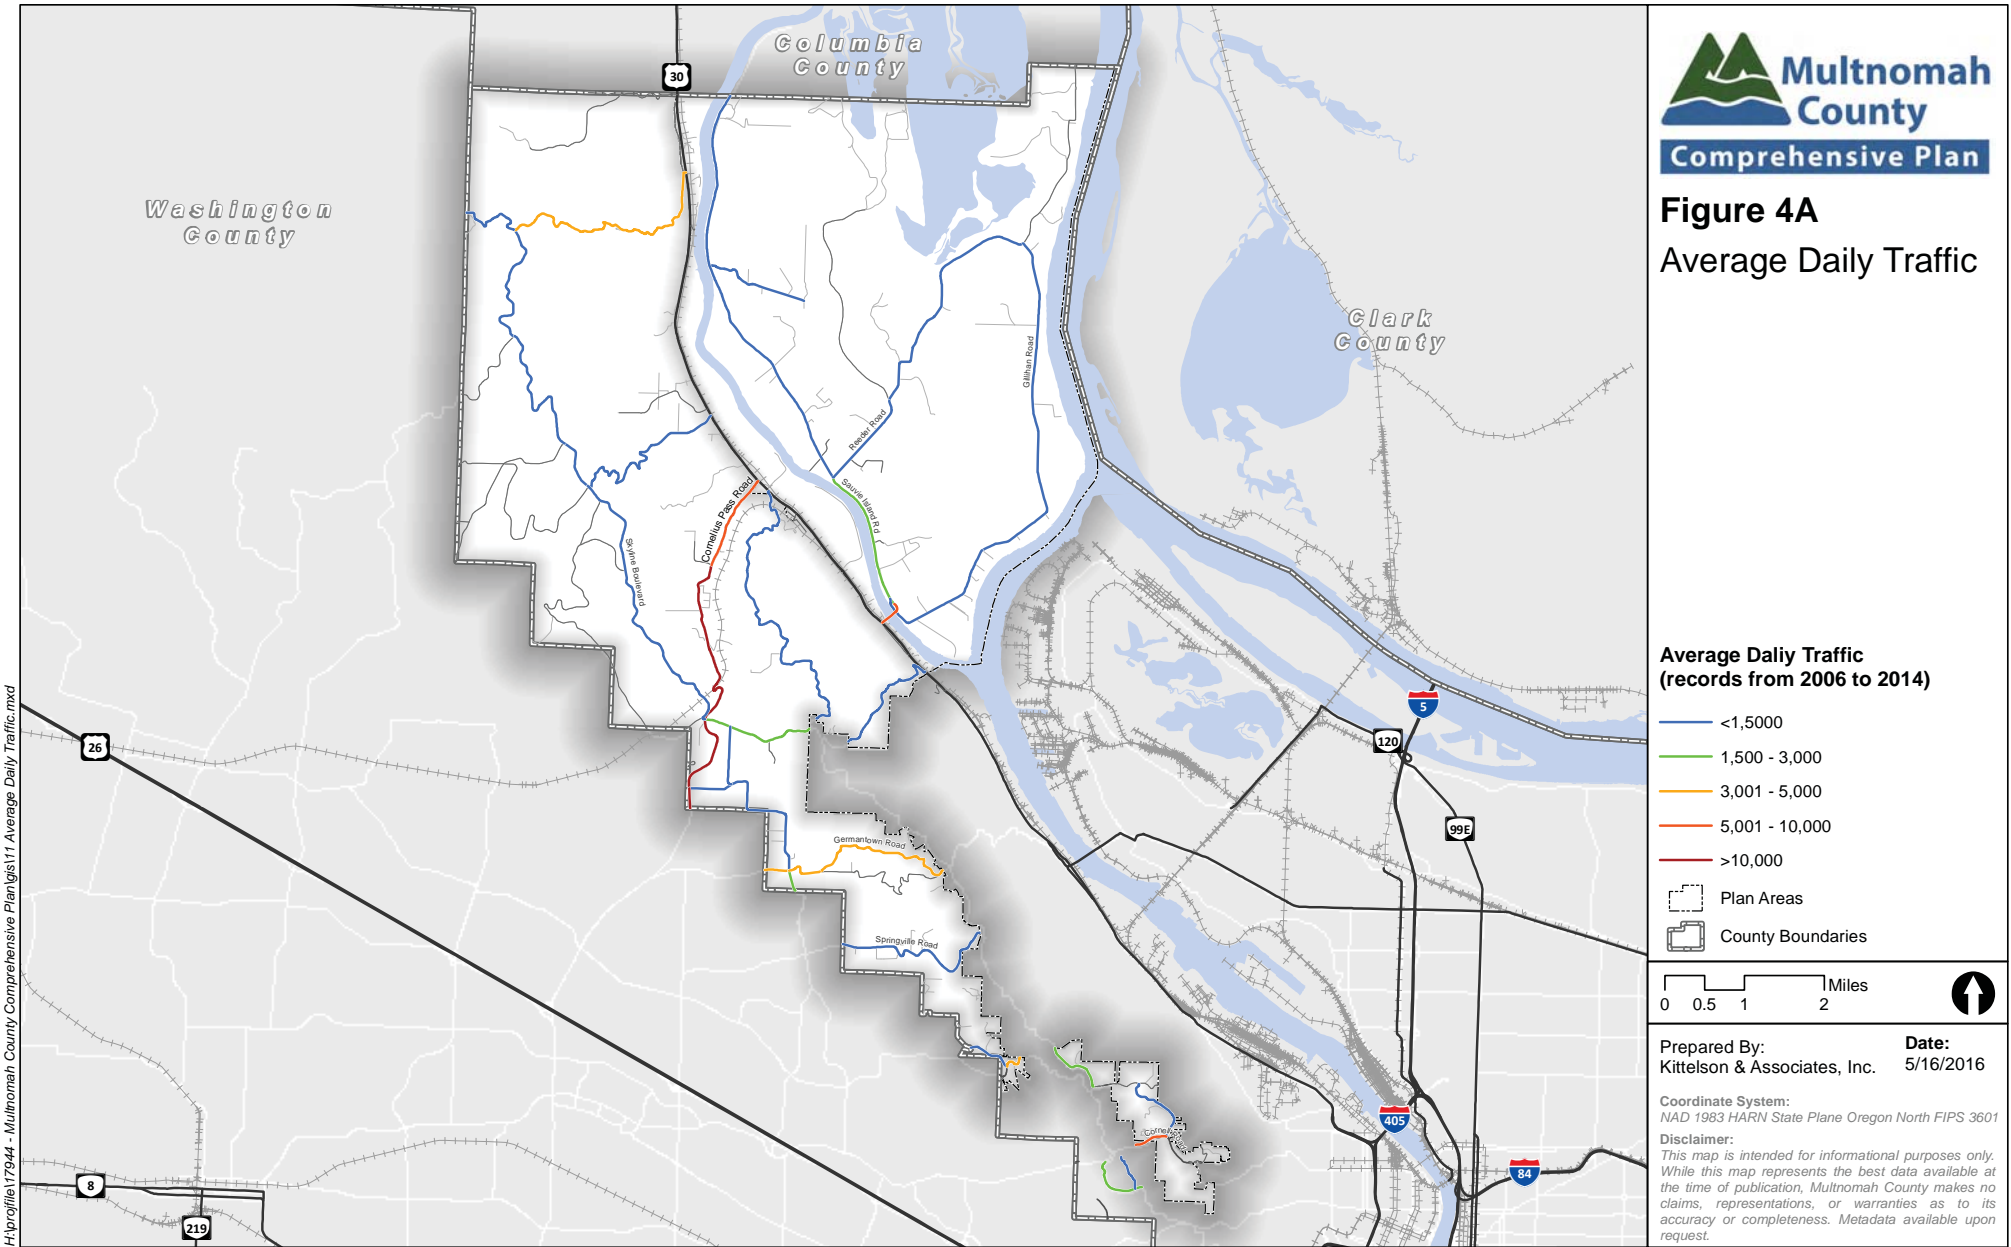 Columbia
County
30
Washington
County
Clark
County
Gillihan Road
Reeder Road
Sauvie Island Rd
Cornelius Pass Road
Skyline Boulevard
26
5
120
99E
Germantown Road
Springville Road
405
84
8
219
H:\projfile\17944 - Multnomah County Comprehensive Plan\gis\11 Average Daily Traffic.mxd
Multnomah
County
Comprehensive Plan
Figure 4A
Average Daily Traffic
Average Daliy Traffic
(records from 2006 to 2014)
<1,5000
1,500 - 3,000
3,001 - 5,000
5,001 - 10,000
>10,000
Plan Areas
County Boundaries
Miles
0 0.5 1 2
Prepared By:
Kittelson & Associates, Inc.
Date:
5/16/2016
Coordinate System:
NAD 1983 HARN State Plane Oregon North FIPS 3601
Disclaimer:
This map is intended for informational purposes only.
While this map represents the best data available at
the time of publication, Multnomah County makes no
claims, representations, or warranties as to its
accuracy or completeness. Metadata available upon
request.